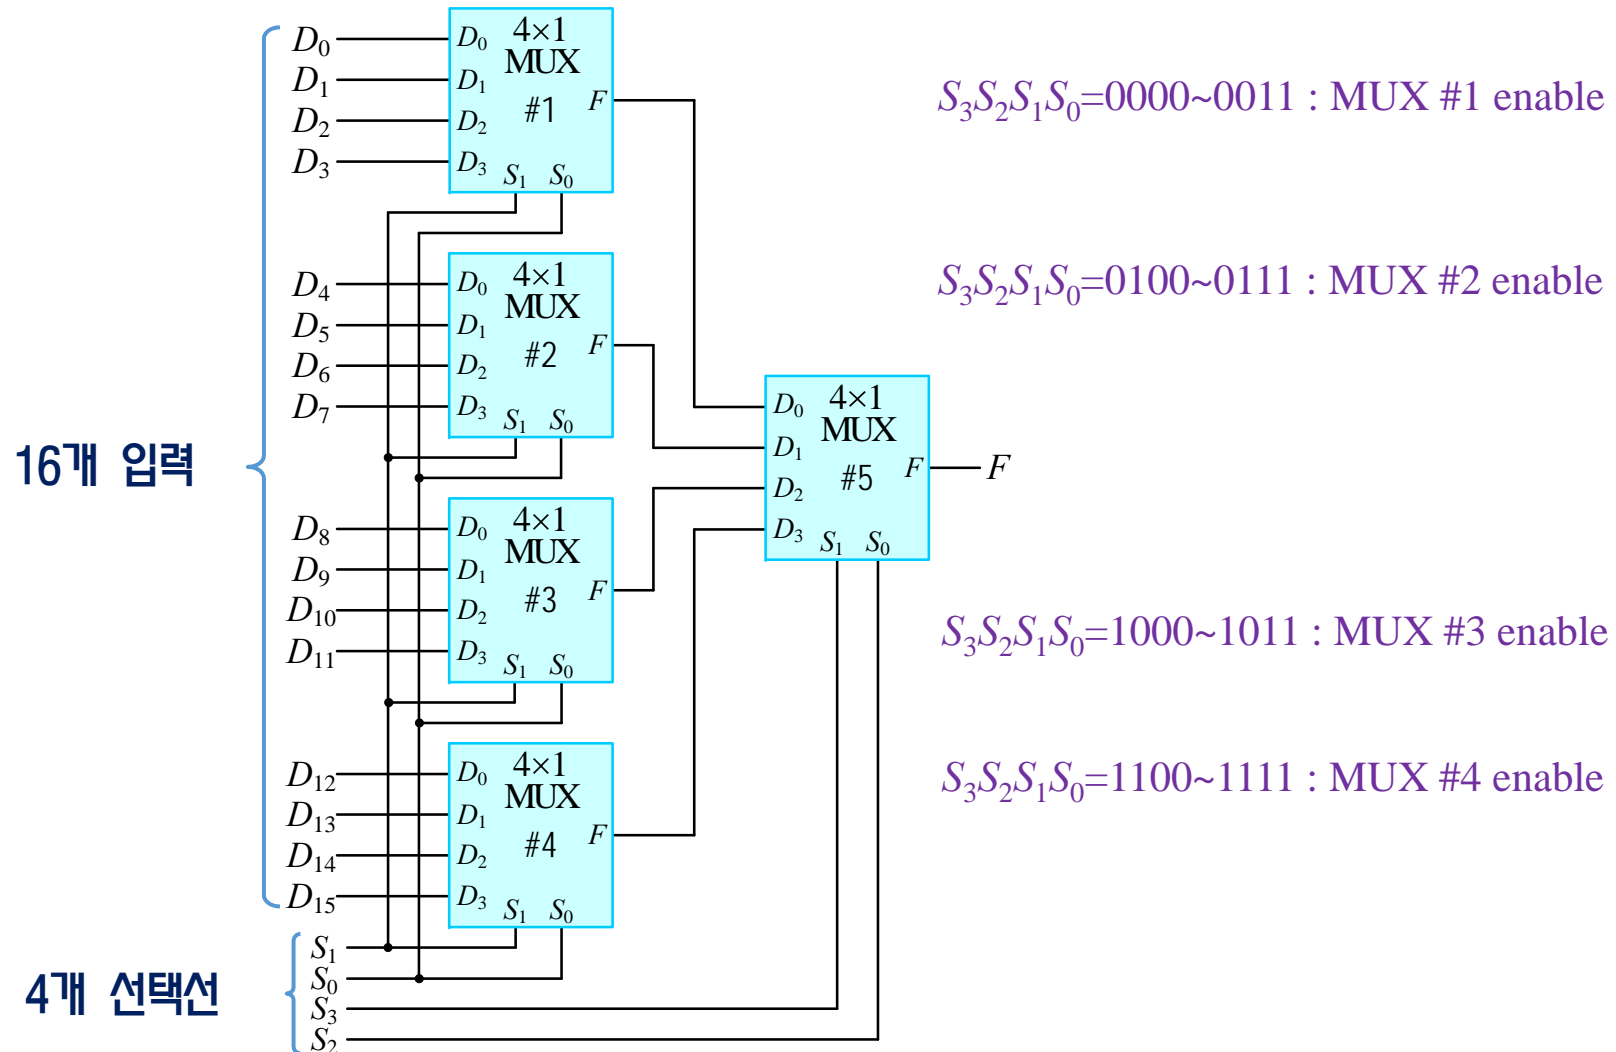 D₀ D₀ 4×1
MUX
D₁ D₁
#1 F
D₂ D₂
D₃ D₃
S₁ S₀
S₃S₂S₁S₀=0000~0011 : MUX #1 enable
D₄ D₀ 4×1
MUX
D₅ D₁
#2 F
D₆ D₂
D₇ D₃
S₁ S₀
S₃S₂S₁S₀=0100~0111 : MUX #2 enable
16개 입력
D₀ 4×1
MUX
D₁
#5 F F
D₂
D₃
S₁ S₀
D₈ D₀ 4×1
MUX
D₉ D₁
#3 F
D₁₀ D₂
D₁₁ D₃
S₁ S₀
S₃S₂S₁S₀=1000~1011 : MUX #3 enable
D₁₂ D₀ 4×1
MUX
D₁₃ D₁
#4 F
D₁₄ D₂
D₁₅ D₃
S₁ S₀
S₃S₂S₁S₀=1100~1111 : MUX #4 enable
4개 선택선
S₁
S₀
S₃
S₂